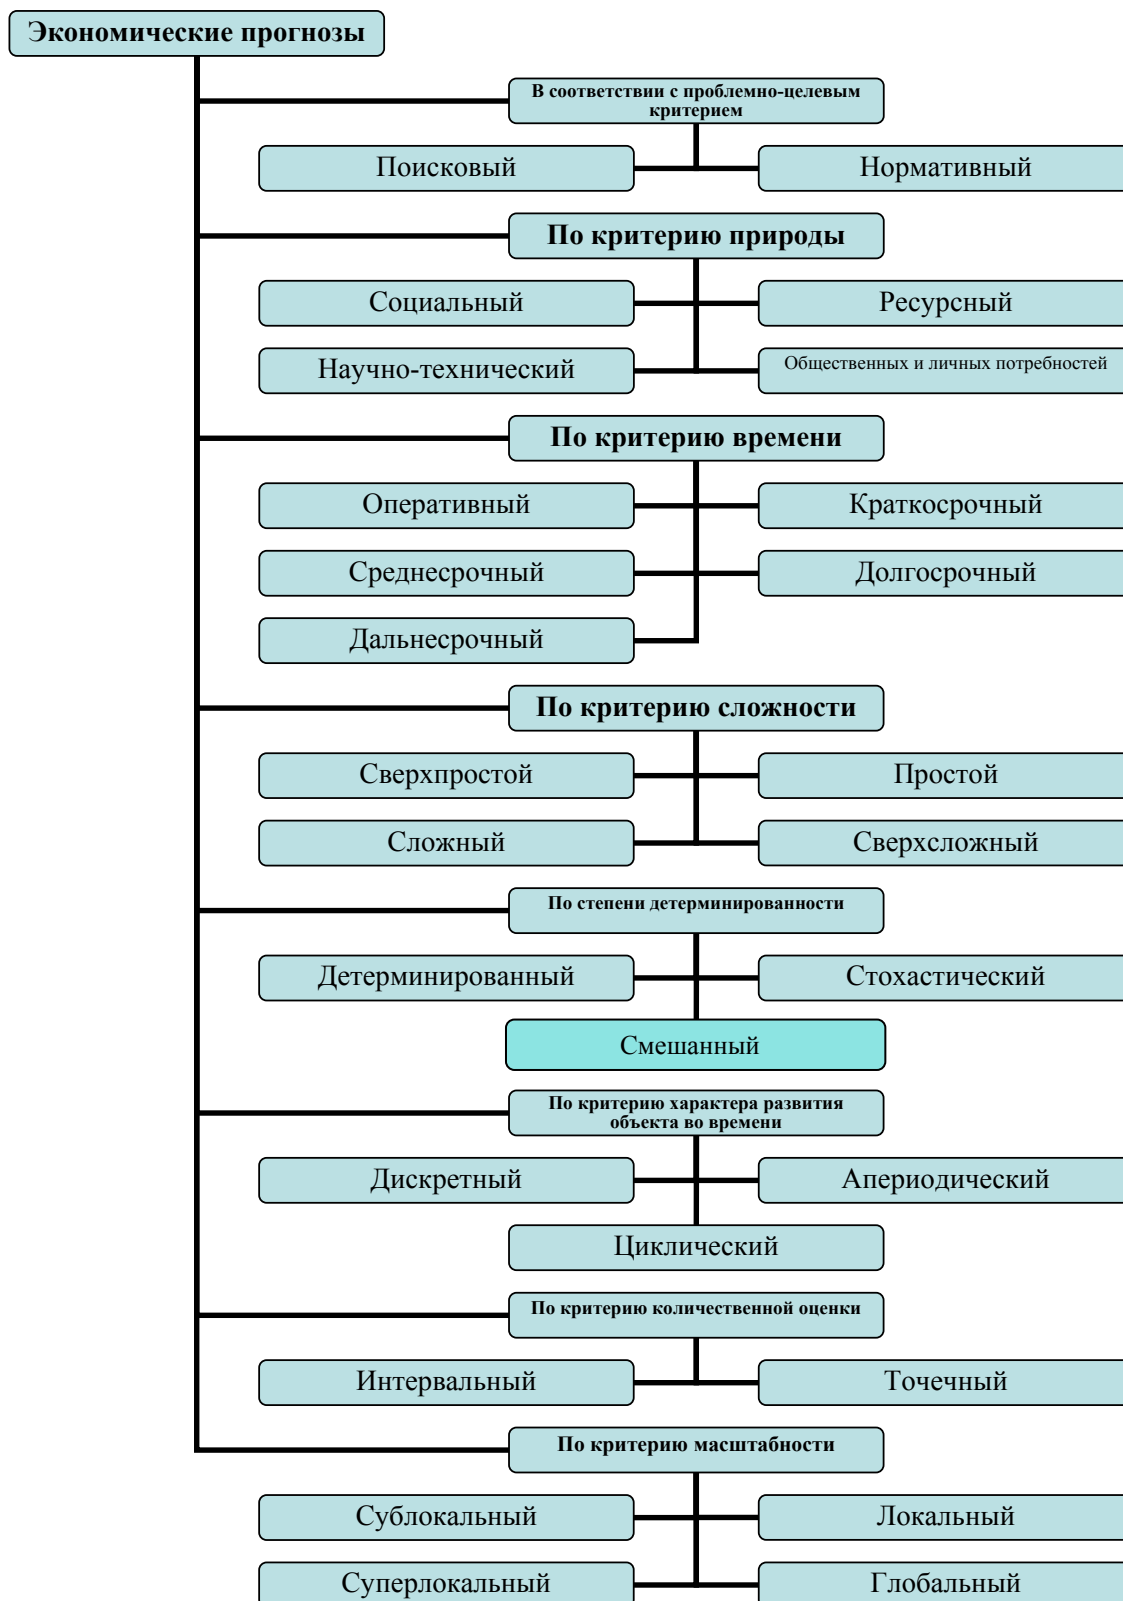 Экономические прогнозы
В соответствии с проблемно-целевым
критерием
Поисковый
Нормативный
По критерию природы
Социальный
Ресурсный
Научно-технический
Общественных и личных потребностей
По критерию времени
Оперативный
Краткосрочный
Среднесрочный
Долгосрочный
Дальнесрочный
По критерию сложности
Сверхпростой
Простой
Сложный
Сверхсложный
По степени детерминированности
Детерминированный
Стохастический
Смешанный
По критерию характера развития
объекта во времени
Дискретный
Апериодический
Циклический
По критерию количественной оценки
Интервальный
Точечный
По критерию масштабности
Сублокальный
Локальный
Суперлокальный
Глобальный